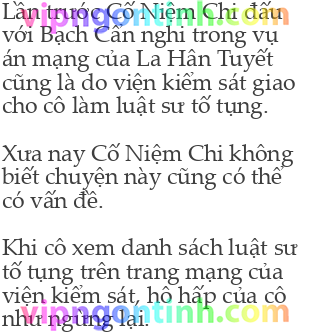 Lần trước Cố Niệm Chi đấu
với Bạch Cẩn nghi trong vụ
án mạng của La Hân Tuyết
cũng là do viện kiểm sát giao
cho cô làm luật sư tố tụng.
Xưa nay Cố Niệm Chi không
biết chuyện này cũng có thể
có vấn đề.
Khi cô xem danh sách luật sư
tố tụng trên trang mạng của
viện kiểm sát, hô hấp của cô
như ngừng lại.
vipngontinh.com
vipngontinh.com